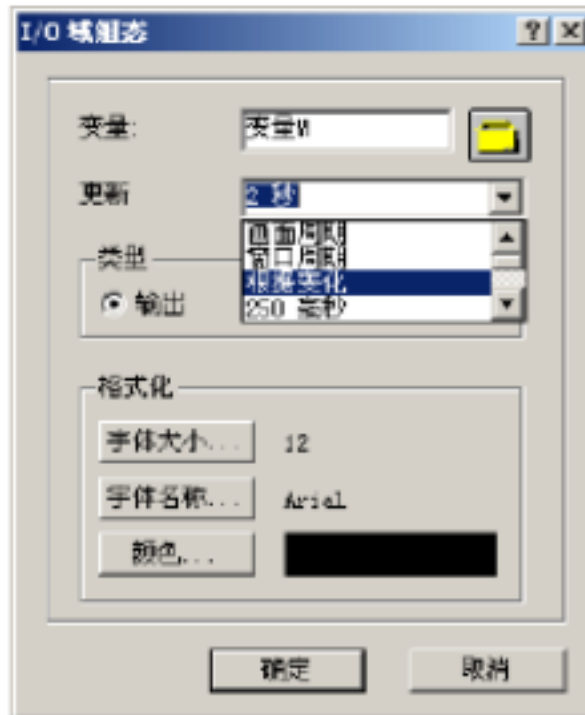 I/O 域组态
变量:
变量M
更新
2 秒
画面周期
窗口周期
根据变化
250 毫秒
类型
输出
格式化
字体大小...
12
字体名称...
Arial
颜色...
确定
取消